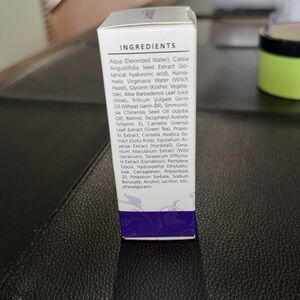 INGREDIENTS
Aqua (Deionized Water), Cassia
Angustifolia Seed Extract (bo-
tanical hyaluronic acid), Hama-
melis Virginiana Water (Witch
Hazel), Glycerin (Kosher, Vegeta-
ble), Aloe Barbadensis Leaf Juice
(Aloe), Triticum Vulgare Germ
Oil (Wheat Germ Oil), Simmond-
sia Chinensis Seed Oil (Jojoba
Oil), Retinol, Tocopheryl Acetate
(Vitamin E), Camellia Sinensis
Leaf Extract (Green Tea), Propo-
lis Extract, Centella Asiatica Ex-
tract (Gotu Kola), Equisetum Ar-
vense Extract (Horsetail), Gera-
nium Maculatum Extract (Wild
Geranium), Taraxacum Officina-
le Extract (Dandelion), Pentylene
Glycol, Hydroxyethyl Ethylcellu-
lose, Carrageenan, Polysorbate
20, Potassium Sorbate, Sodium
Benzoate, Alcohol, Lecithin, Eth-
ylhexylglycerin.